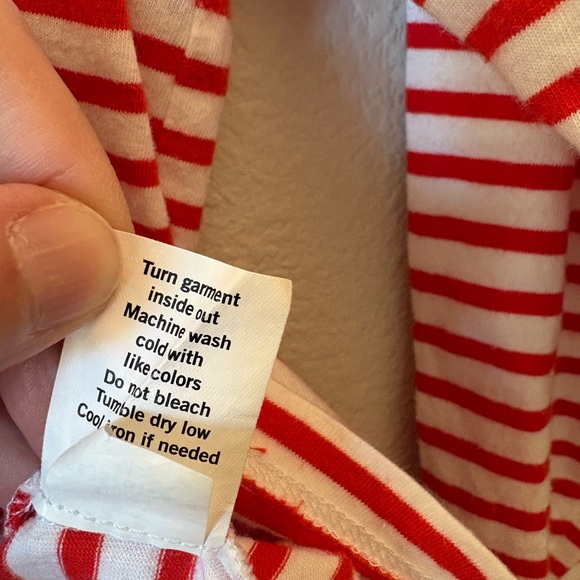 Turn garment
inside out
Machine wash
cold with
like colors
Do not bleach
Tumble dry low
Cool iron if needed